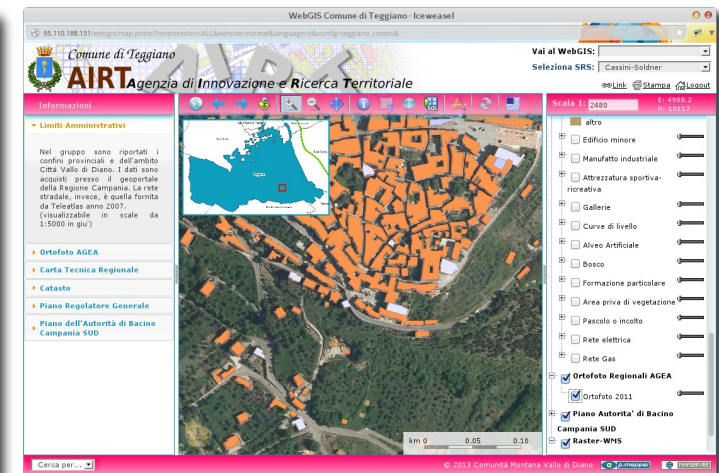 WebGIS Comune di Teggiano - Iceweasel
95.110.188.151/webgis/map.phtml?resetsession=ALL&winsize=normal&language=it&config=teggiano_cassini&
Comune di Teggiano
AIRT Agenzia di Innovazione e Ricerca Territoriale
Vai al WebGIS:
Seleziona SRS: Cassini-Soldner
Link Stampa Logout
Informazioni
Limiti Amministrativi
Nel gruppo sono riportati i
confini provinciali e dell'ambito
Città Vallo di Diano. I dati sono
acquisti presso il geoportale
della Regione Campania. La rete
stradale, invece, è quella fornita
da Teleatlas anno 2007.
(visualizzabile in scale da
1:5000 in giu')
Ortofoto AGEA
Carta Tecnica Regionale
Catasto
Piano Regolatore Generale
Piano dell'Autorità di Bacino
Campania SUD
SQL
km 0 0.05 0.10
Scala 1: 2480
E: 4988.2
N: 10117
altro
Edificio minore
Manufatto industriale
Attrezzatura sportiva-
ricreativa
Gallerie
Curve di livello
Alveo Artificiale
Bosco
Formazione particolare
Area priva di vegetazione
Pascolo o incolto
Rete elettrica
Rete Gas
Ortofoto Regionali AGEA
Ortofoto 2011
Piano Autorita' di Bacino
Campania SUD
Raster-WMS
Cerca per...
© 2013 Comunità Montana Vallo di Diano
p.mapper
MAPSERVER